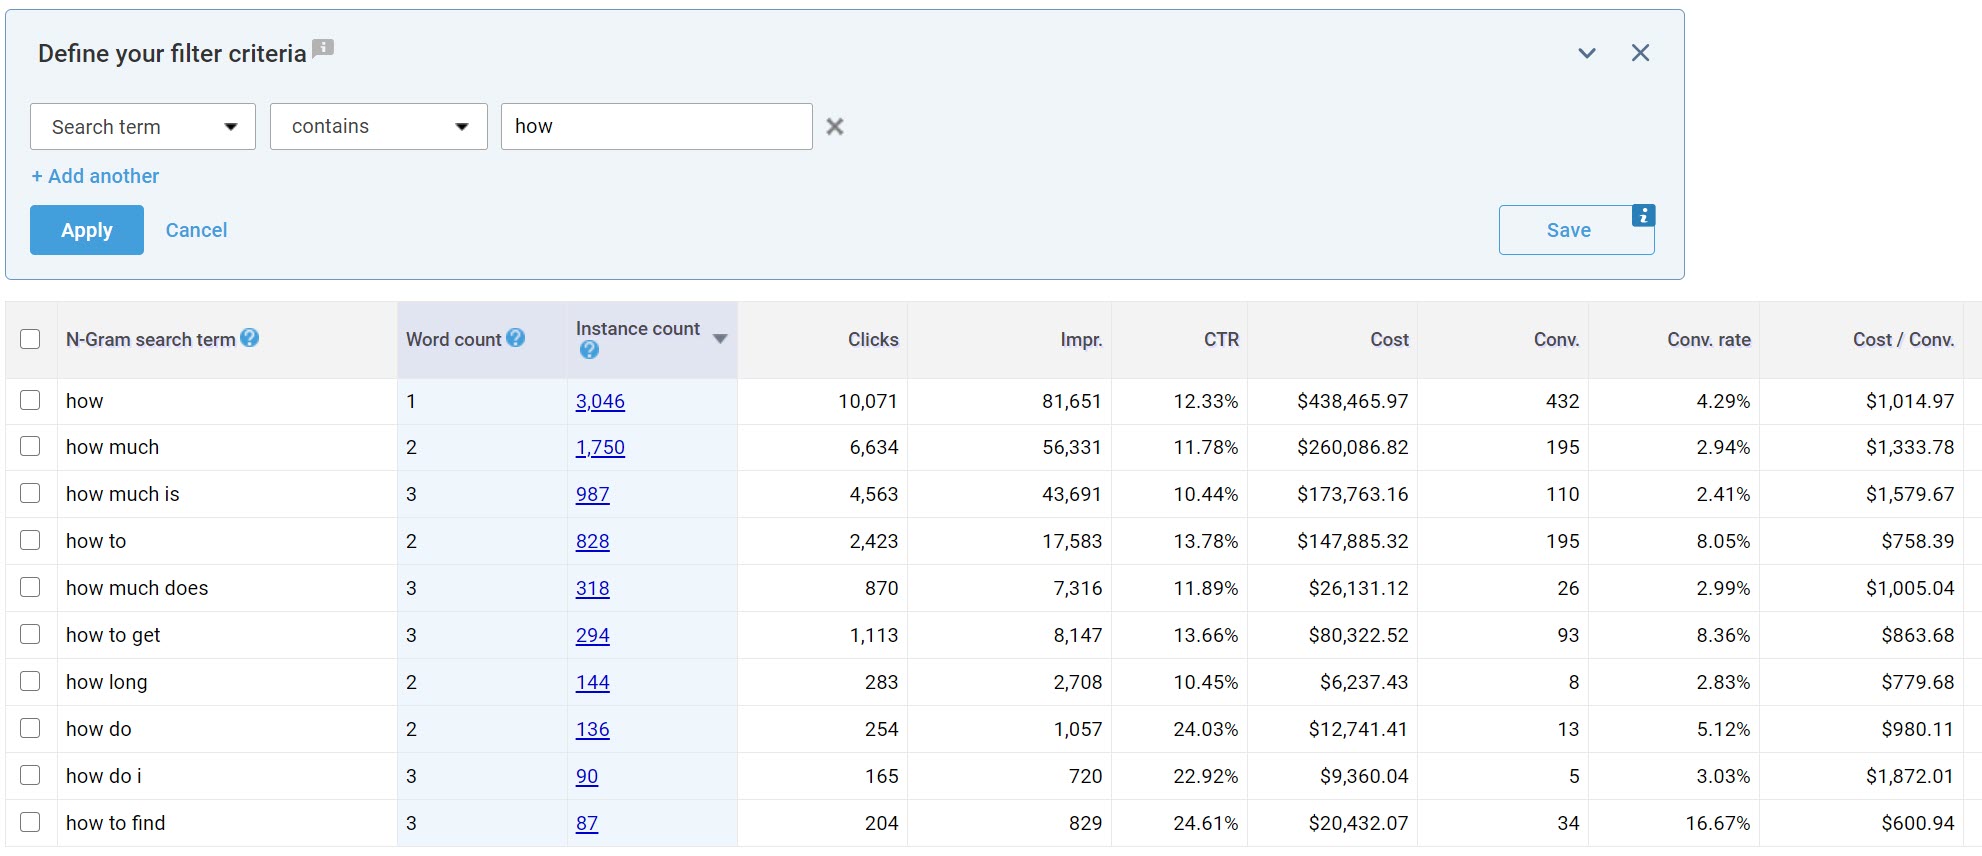 Define your filter criteria
Search term contains how
+ Add another
Apply Cancel Save
N-Gram search term Word count Instance count Clicks Impr. CTR Cost Conv. Conv. rate Cost / Conv.
how 1 3,046 10,071 81,651 12.33% $438,465.97 432 4.29% $1,014.97
how much 2 1,750 6,634 56,331 11.78% $260,086.82 195 2.94% $1,333.78
how much is 3 987 4,563 43,691 10.44% $173,763.16 110 2.41% $1,579.67
how to 2 828 2,423 17,583 13.78% $147,885.32 195 8.05% $758.39
how much does 3 318 870 7,316 11.89% $26,131.12 26 2.99% $1,005.04
how to get 3 294 1,113 8,147 13.66% $80,322.52 93 8.36% $863.68
how long 2 144 283 2,708 10.45% $6,237.43 8 2.83% $779.68
how do 2 136 254 1,057 24.03% $12,741.41 13 5.12% $980.11
how do i 3 90 165 720 22.92% $9,360.04 5 3.03% $1,872.01
how to find 3 87 204 829 24.61% $20,432.07 34 16.67% $600.94